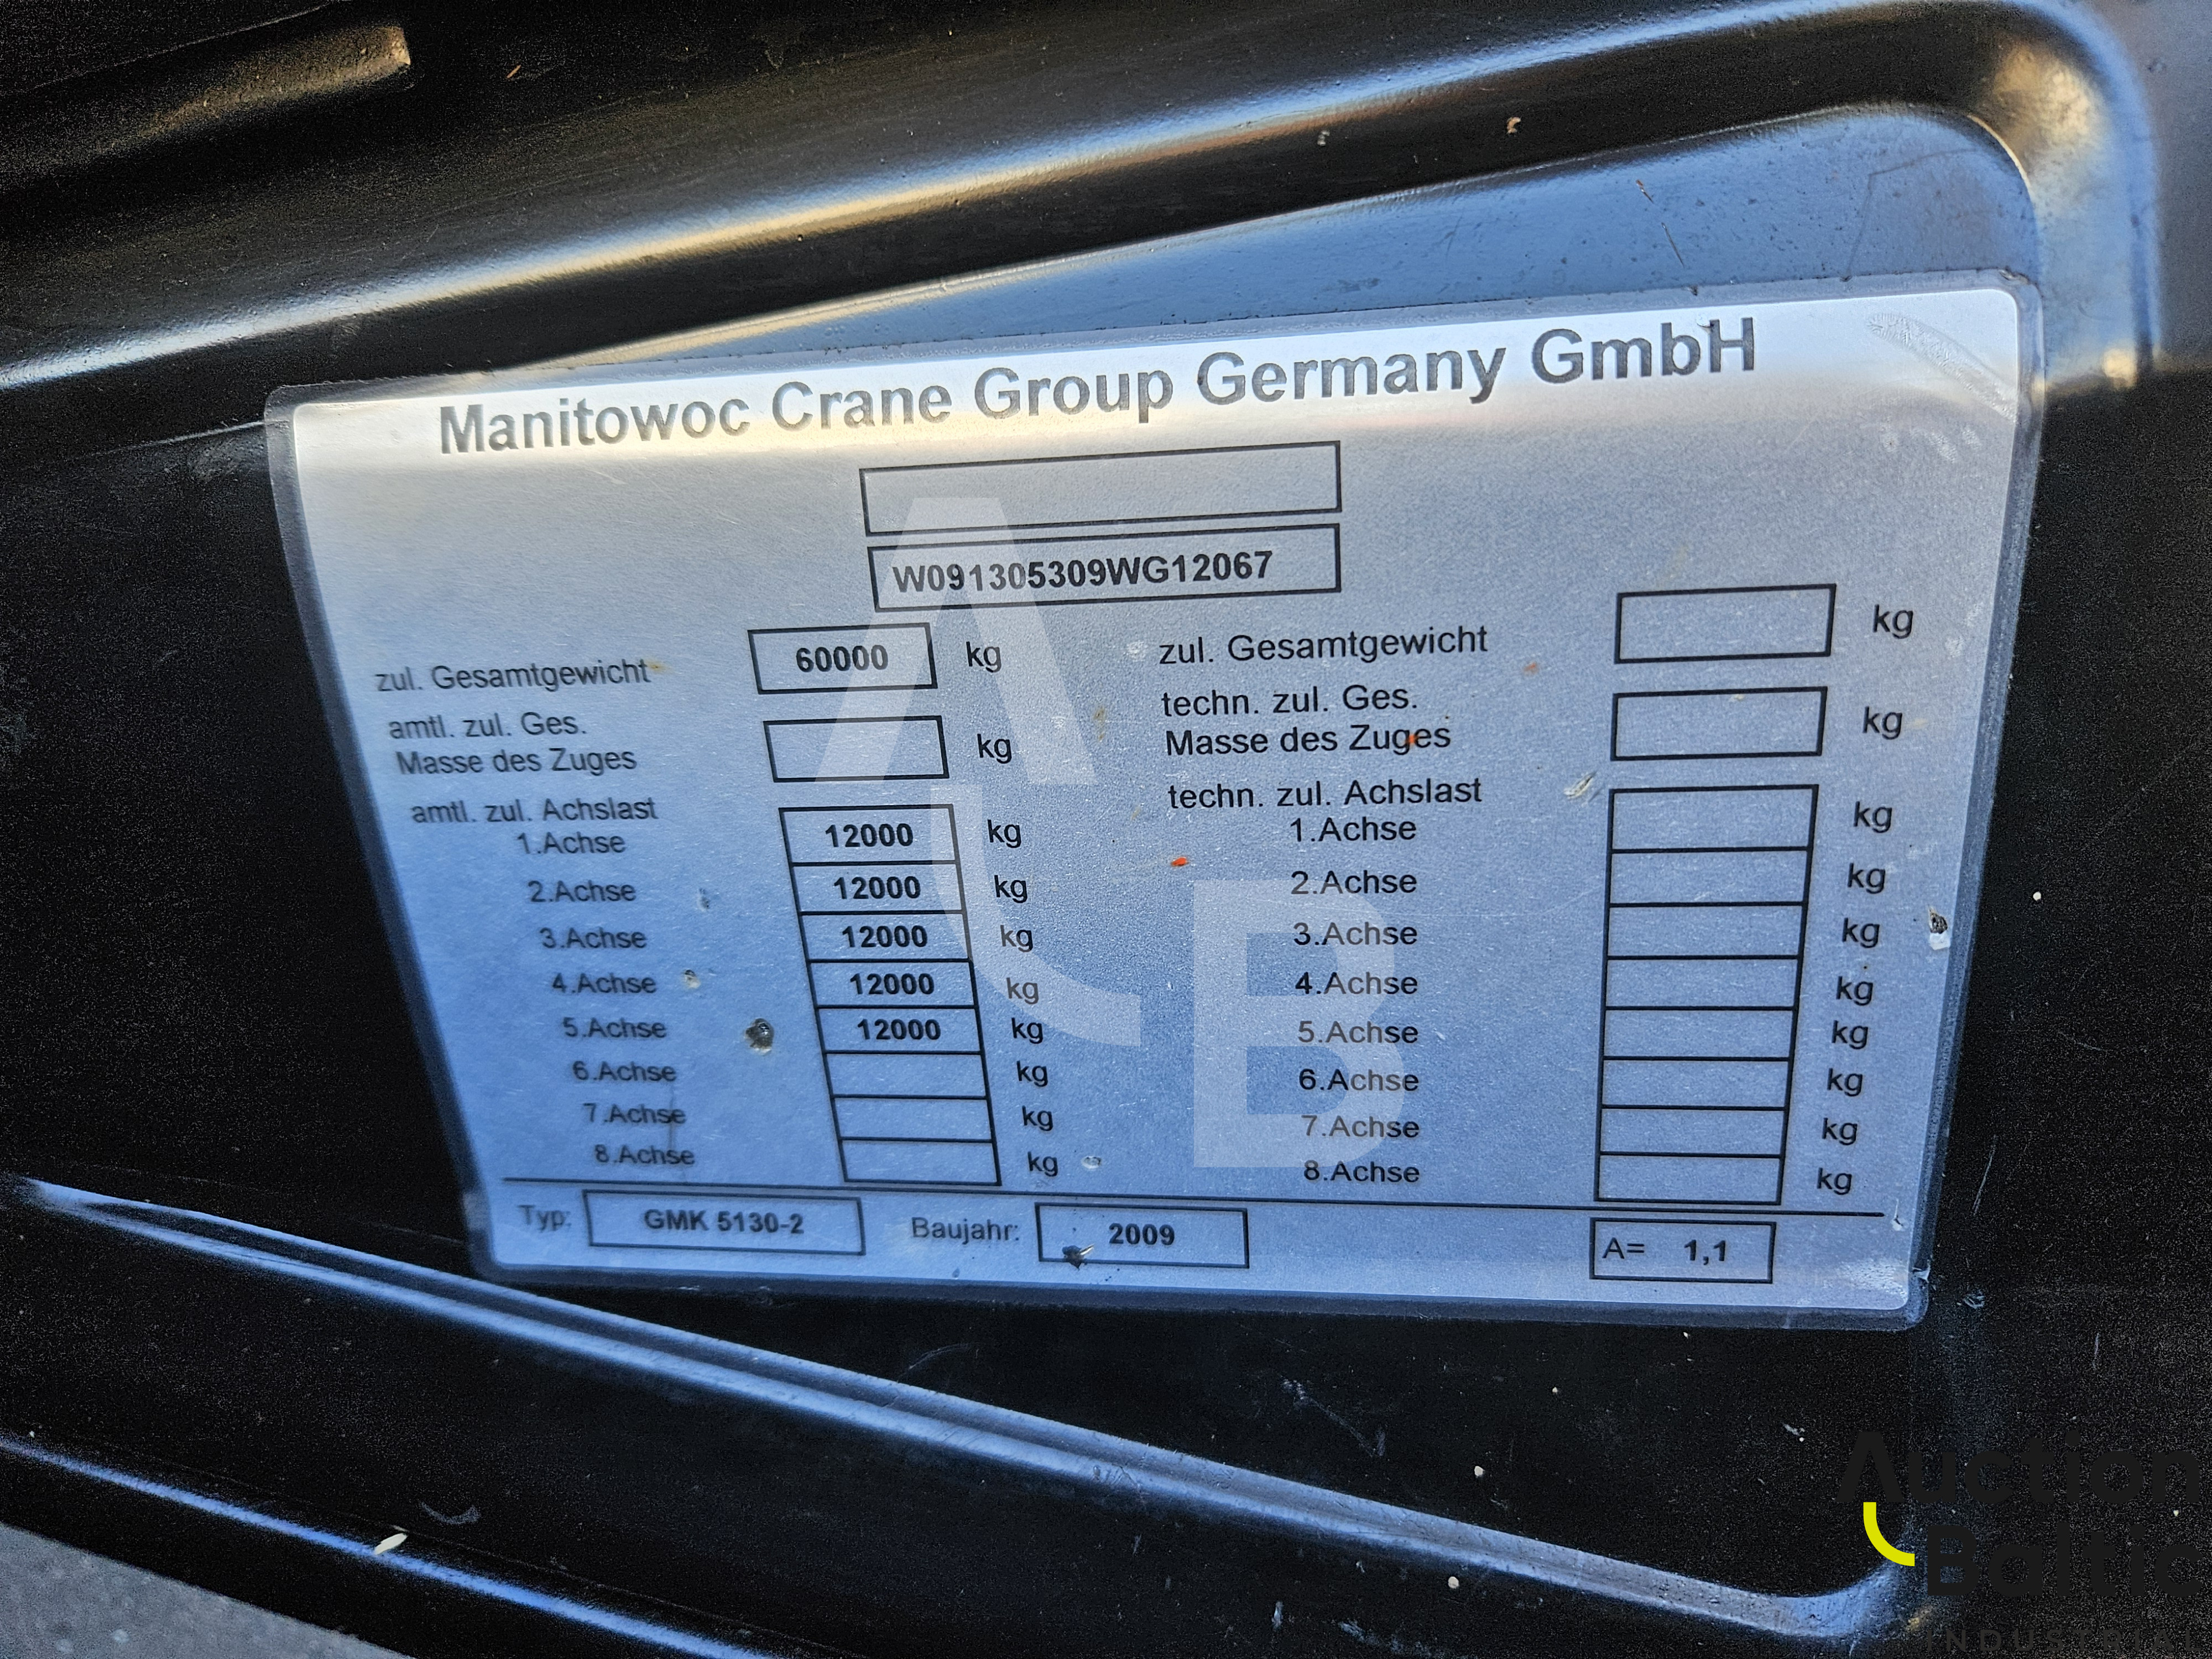 Manitowoc Crane Group Germany GmbH
W091305309WG12067
zul. Gesamtgewicht 60000 kg zul. Gesamtgewicht kg
amtl. zul. Ges. techn. zul. Ges.
Masse des Zuges kg Masse des Zuges kg
amtl. zul. Achslast techn. zul. Achslast
1.Achse 12000 kg 1.Achse kg
2.Achse 12000 kg 2.Achse kg
3.Achse 12000 kg 3.Achse kg
4.Achse 12000 kg 4.Achse kg
5.Achse 12000 kg 5.Achse kg
6.Achse kg 6.Achse kg
7.Achse kg 7.Achse kg
8.Achse kg 8.Achse kg
Typ: GMK 5130-2 Baujahr: 2009 A= 1,1
A
B
Auction
Baltic
INDUSTRIAL